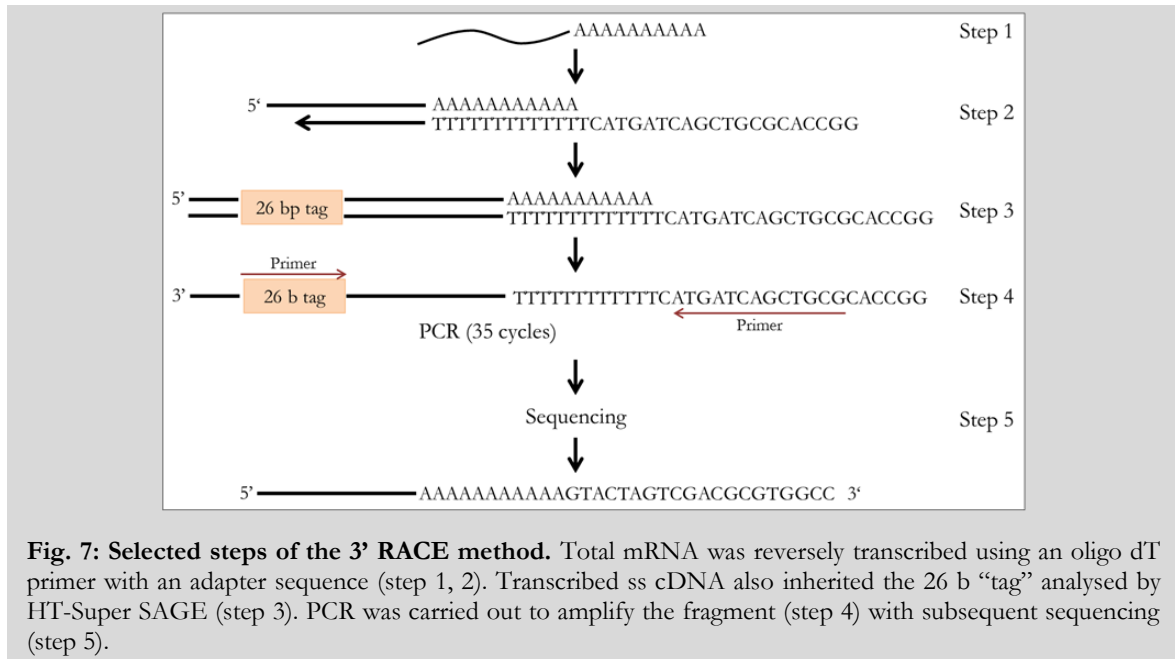 AAAAAAAAAA Step 1
5‘ AAAAAAAAAAA
TTTTTTTTTTTTTCATGATCAGCTGCGCACCGG Step 2
5‘ 26 bp tag AAAAAAAAAAA
TTTTTTTTTTTTTCATGATCAGCTGCGCACCGG Step 3
Primer
3‘ 26 b tag TTTTTTTTTTTTCATGATCAGCTGCGCACCGG Step 4
Primer
PCR (35 cycles)
Sequencing Step 5
5‘ AAAAAAAAAAAGTACTAGTCGACGCGTGGCC 3‘
Fig. 7: Selected steps of the 3’ RACE method. Total mRNA was reversely transcribed using an oligo dT
primer with an adapter sequence (step 1, 2). Transcribed ss cDNA also inherited the 26 b “tag” analysed by
HT-Super SAGE (step 3). PCR was carried out to amplify the fragment (step 4) with subsequent sequencing
(step 5).